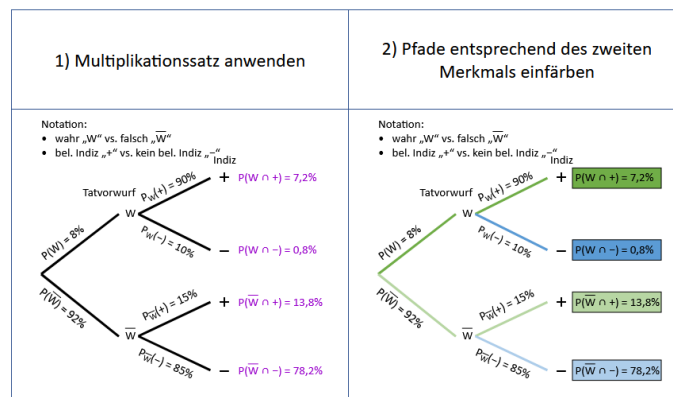 1) Multiplikationssatz anwenden
2) Pfade entsprechend des zweiten
Merkmals einfärben
Notation:
• wahr „W“ vs. falsch „W̅“
• bel. Indiz „+“ vs. kein bel. Indiz „−“
Indiz
Tatvorwurf
P(W) = 8%
P(W̅) = 92%
W
W̅
P_W(+) = 90%
P_W(−) = 10%
P_W̅(+) = 15%
P_W̅(−) = 85%
+ P(W ∩ +) = 7,2%
− P(W ∩ −) = 0,8%
+ P(W̅ ∩ +) = 13,8%
− P(W̅ ∩ −) = 78,2%
Notation:
• wahr „W“ vs. falsch „W̅“
• bel. Indiz „+“ vs. kein bel. Indiz „−“
Indiz
Tatvorwurf
P(W) = 8%
P(W̅) = 92%
W
W̅
P_W(+) = 90%
P_W(−) = 10%
P_W̅(+) = 15%
P_W̅(−) = 85%
+ P(W ∩ +) = 7,2%
− P(W ∩ −) = 0,8%
+ P(W̅ ∩ +) = 13,8%
− P(W̅ ∩ −) = 78,2%